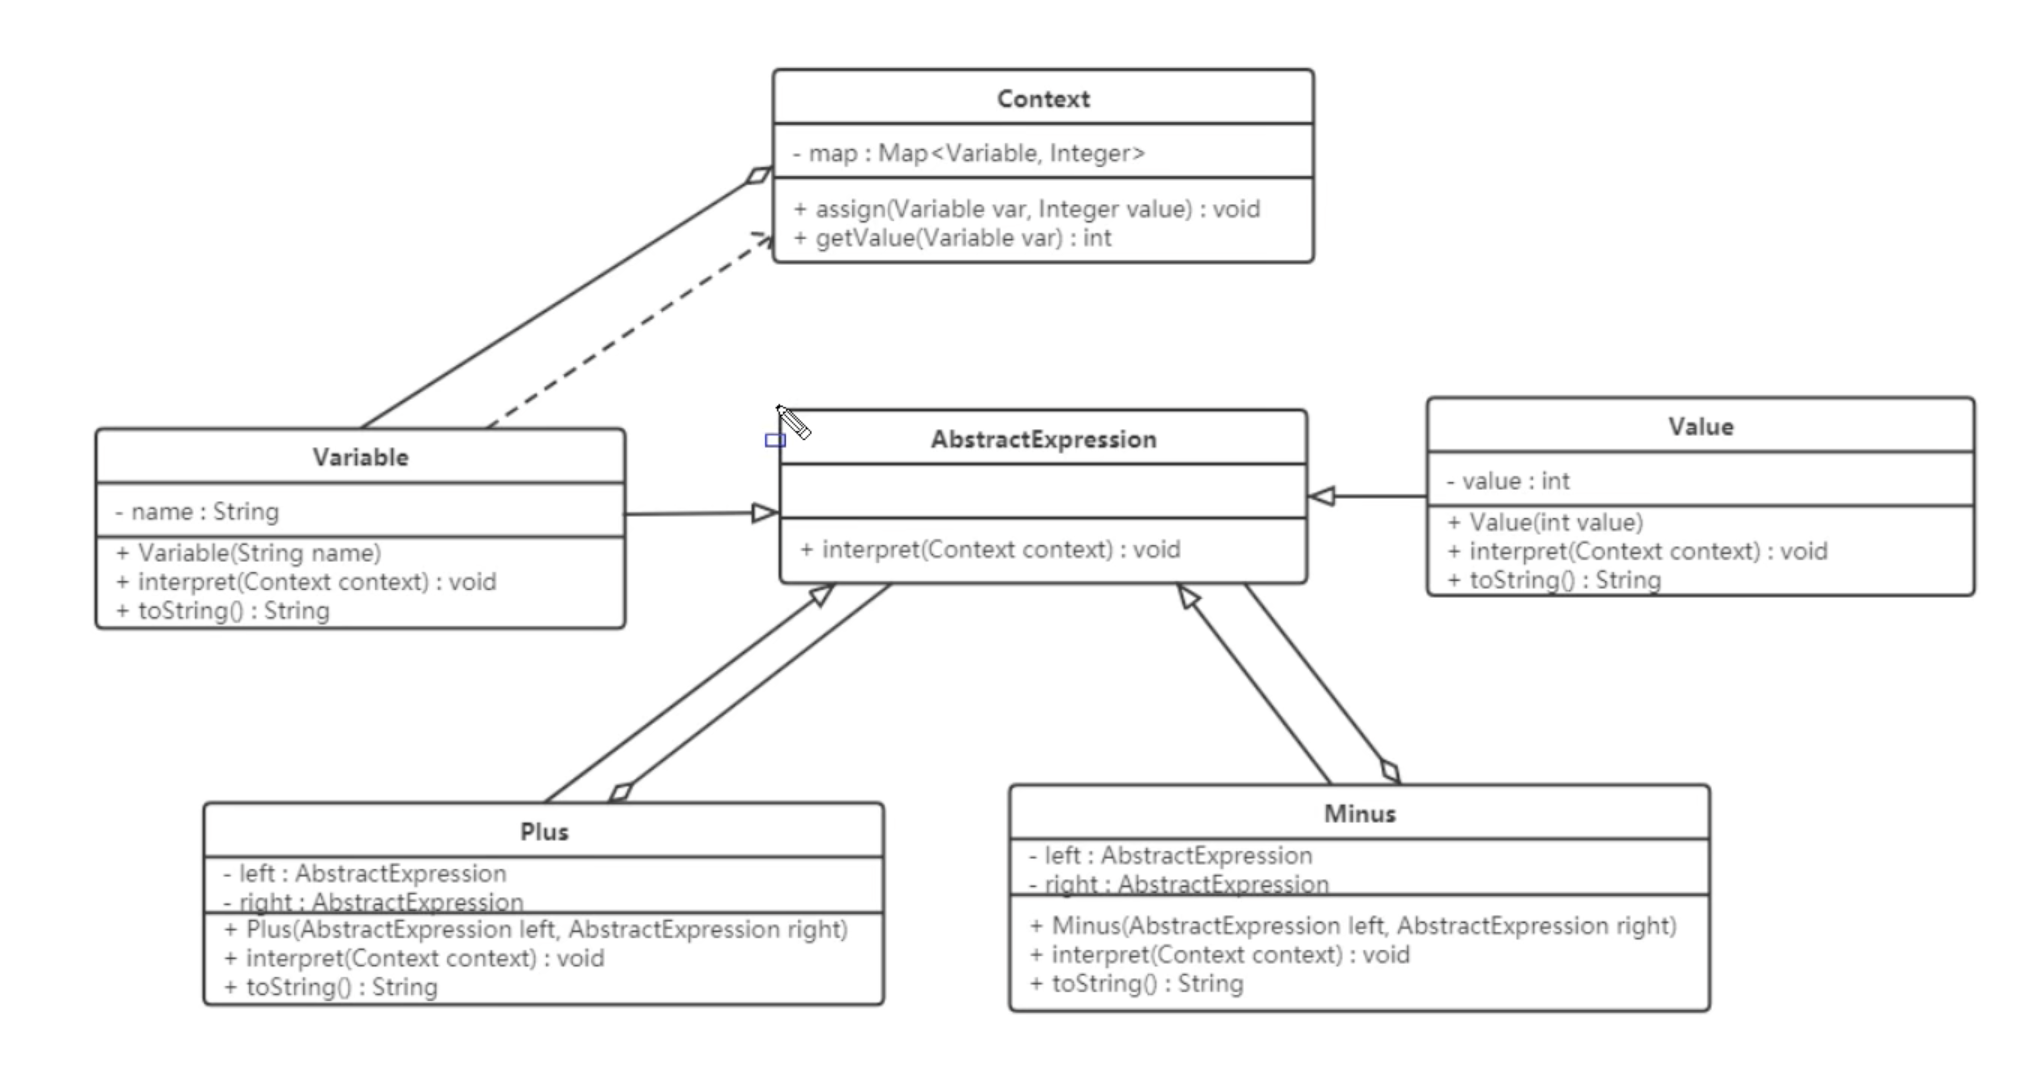 Context
- map : Map<Variable, Integer>
+ assign(Variable var, Integer value) : void
+ getValue(Variable var) : int
Variable
- name : String
+ Variable(String name)
+ interpret(Context context) : void
+ toString() : String
AbstractExpression
+ interpret(Context context) : void
Value
- value : int
+ Value(int value)
+ interpret(Context context) : void
+ toString() : String
Plus
- left : AbstractExpression
- right : AbstractExpression
+ Plus(AbstractExpression left, AbstractExpression right)
+ interpret(Context context) : void
+ toString() : String
Minus
- left : AbstractExpression
- right : AbstractExpression
+ Minus(AbstractExpression left, AbstractExpression right)
+ interpret(Context context) : void
+ toString() : String